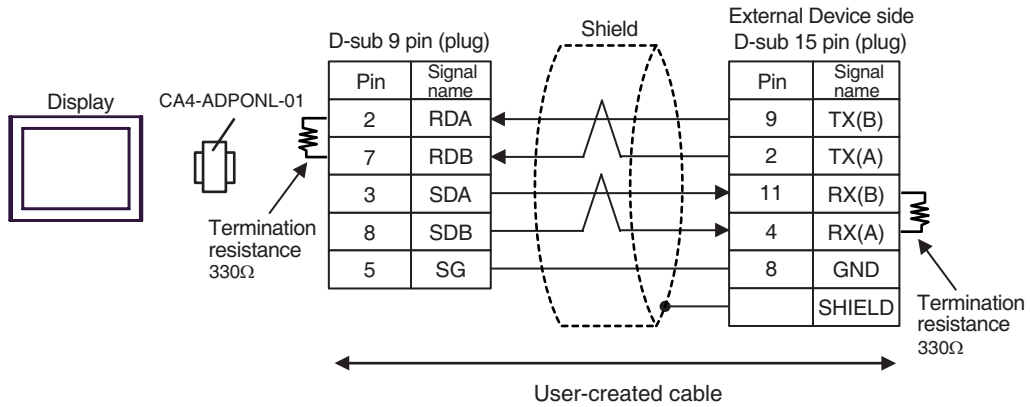 Display
CA4-ADPONL-01
Termination
resistance
330Ω
D-sub 9 pin (plug)
Pin Signal name
2 RDA
7 RDB
3 SDA
8 SDB
5 SG
Shield
External Device side
D-sub 15 pin (plug)
Pin Signal name
9 TX(B)
2 TX(A)
11 RX(B)
4 RX(A)
8 GND
SHIELD
Termination
resistance
330Ω
User-created cable